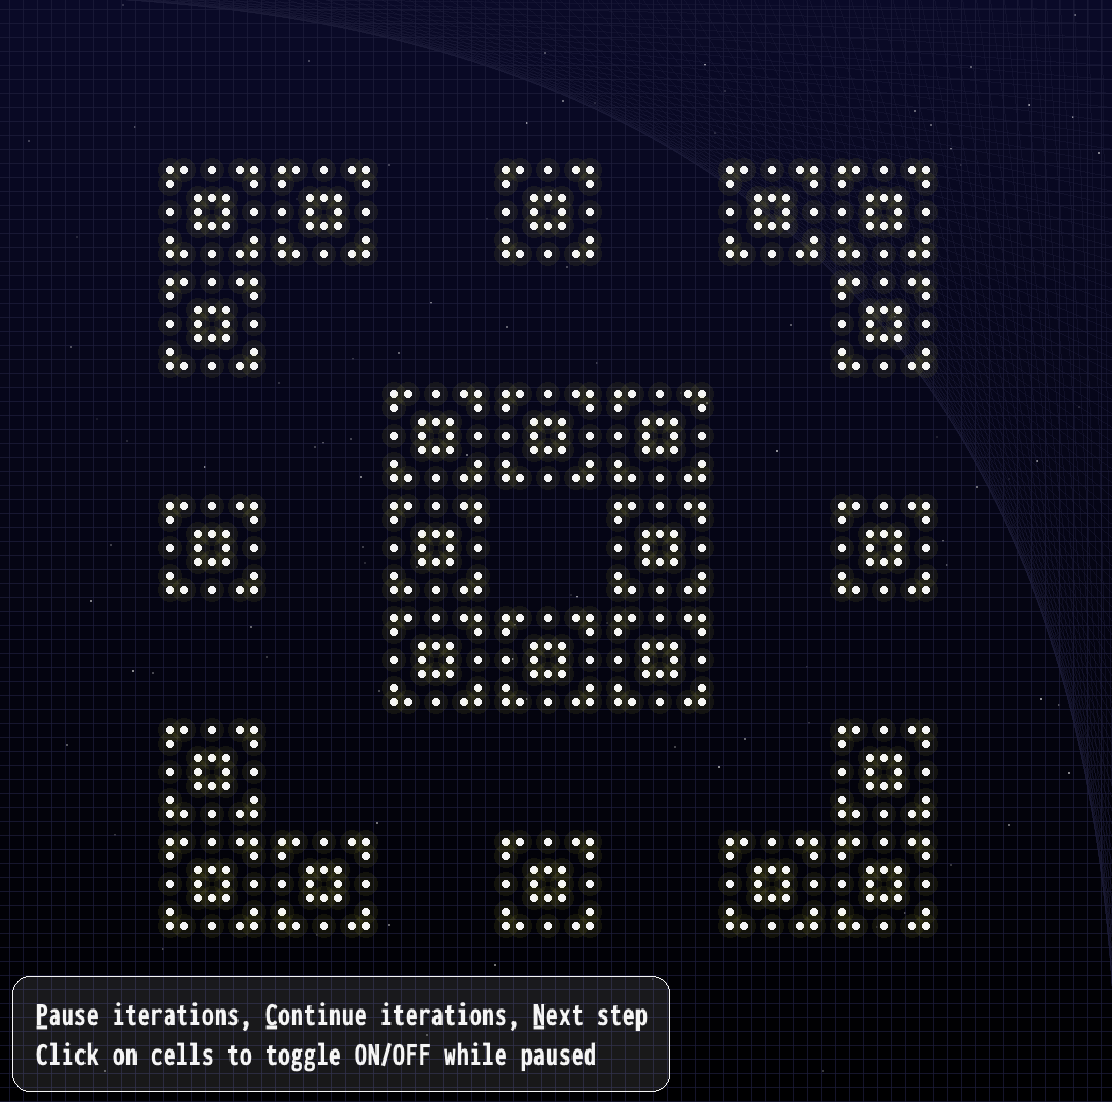 Pause iterations, Continue iterations, Next step
Click on cells to toggle ON/OFF while paused